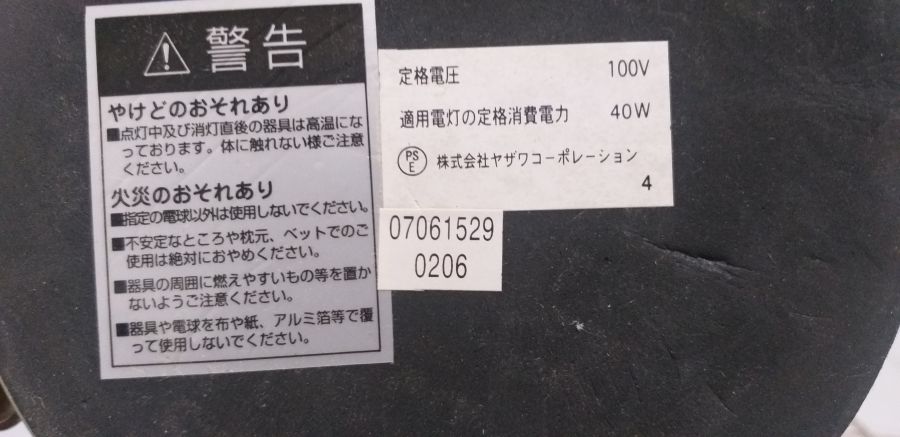 警告
やけどのおそれあり
■点灯中及び消灯直後の器具は高温にな
っております。体に触れない様ご注意
ください。
火災のおそれあり
■指定の電球以外は使用しないでください。
■不安定なところや枕元、ベットでのご
使用は絶対におやめください。
■器具の周囲に燃えやすいもの等を置か
ないようご注意ください。
■器具や電球を布や紙、アルミ箔等で覆
って使用しないでください。
定格電圧 100V
適用電灯の定格消費電力 40W
PS
E 株式会社ヤザワコーポレーション
4
07061529
0206